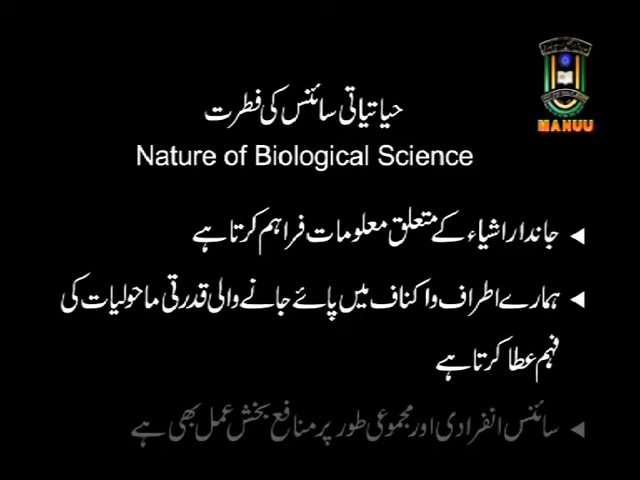 حیاتیاتی سائنس کی فطرت
Nature of Biological Science
جاندار اشیاء کے متعلق معلومات فراہم کرتا ہے
ہمارے اطراف و اکناف میں پائے جانے والی قدرتی ماحولیات کی
فہم عطا کرتا ہے
سائنس انفرادی اور مجموعی طور پر منافع بخش عمل بھی ہے
MANUU